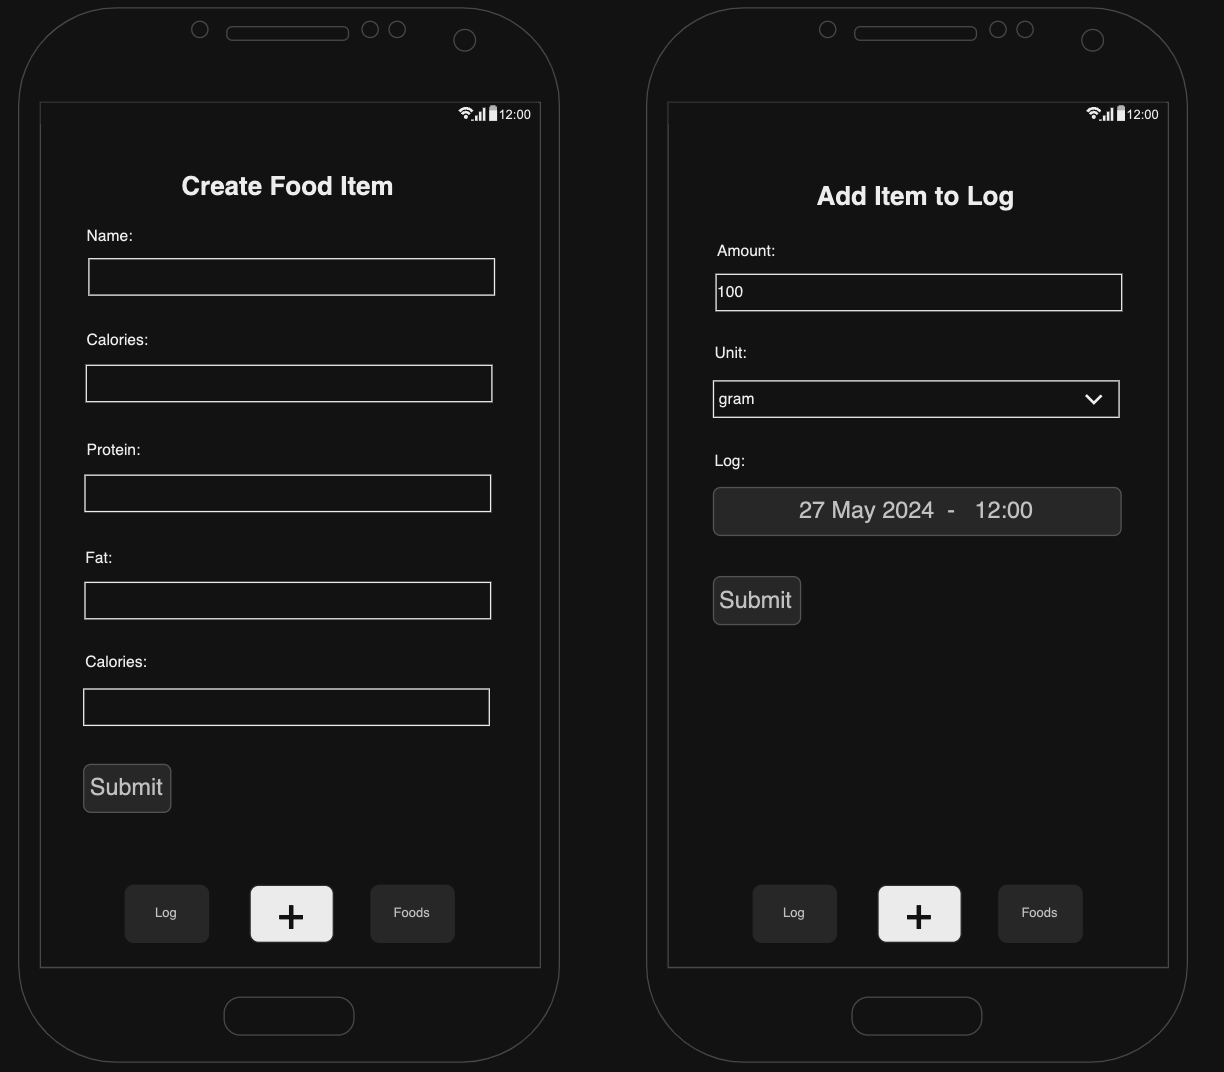 12:00
Create Food Item
Name:
Calories:
Protein:
Fat:
Calories:
Submit
Log
+
Foods
12:00
Add Item to Log
Amount:
100
Unit:
gram
Log:
27 May 2024 - 12:00
Submit
Log
+
Foods